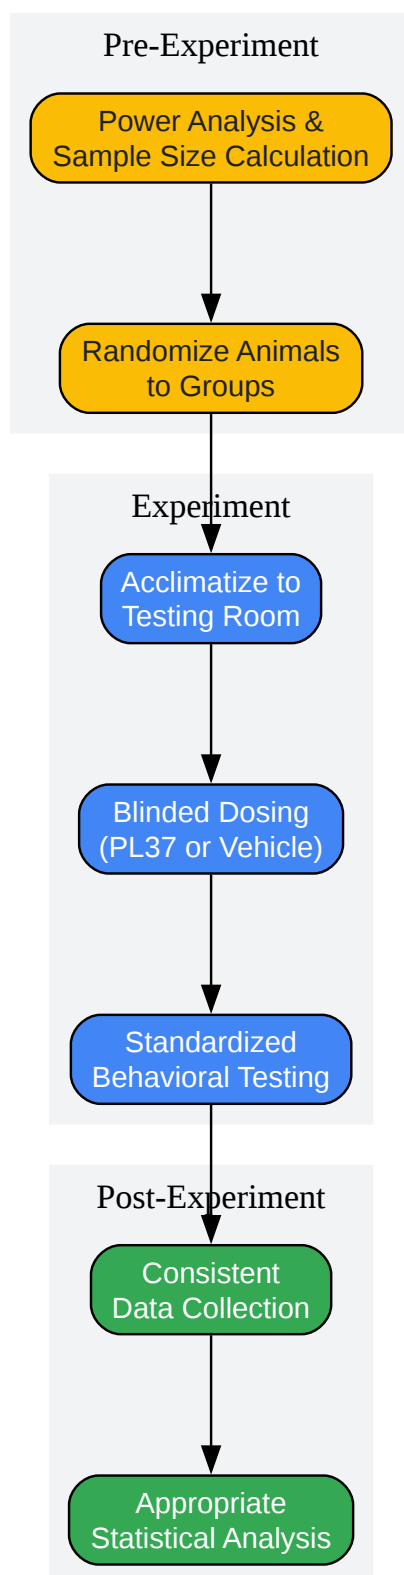 Pre-Experiment
Power Analysis &
Sample Size Calculation
Randomize Animals
to Groups
Experiment
Acclimatize to
Testing Room
Blinded Dosing
(PL37 or Vehicle)
Standardized
Behavioral Testing
Post-Experiment
Consistent
Data Collection
Appropriate
Statistical Analysis